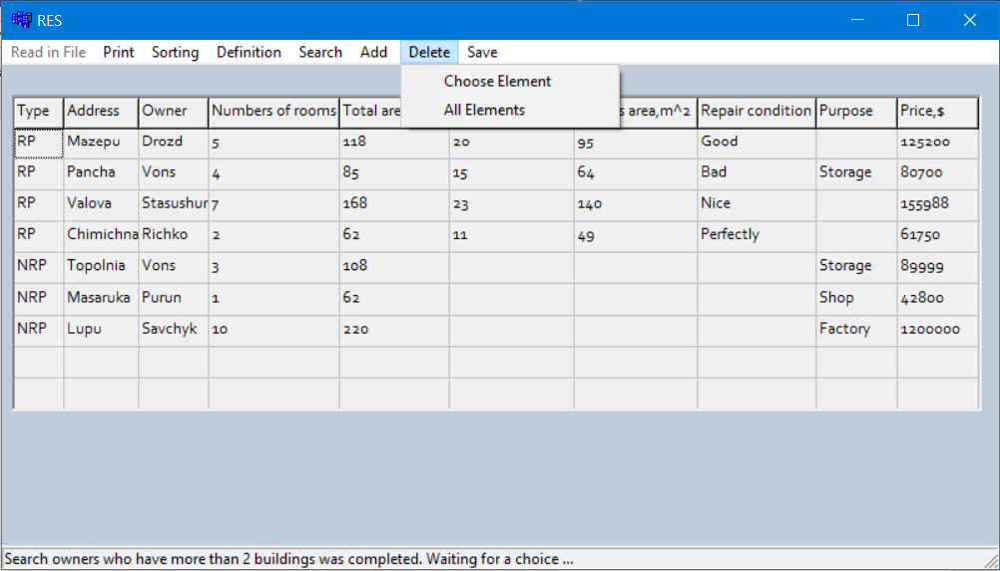 RES
Read in File Print Sorting Definition Search Add Delete Save
Choose Element
All Elements
Type Address Owner Numbers of rooms Total are s area,m^2 Repair condition Purpose Price,$
RP Mazepu Drozd 5 118 20 95 Good 125200
RP Pancha Vons 4 85 15 64 Bad Storage 80700
RP Valova Stasushur 7 168 23 140 Nice 155988
RP Chimichna Richko 2 62 11 49 Perfectly 61750
NRP Topolnia Vons 3 108 Storage 89999
NRP Masaruka Purun 1 62 Shop 42800
NRP Lupu Savchyk 10 220 Factory 1200000
Search owners who have more than 2 buildings was completed. Waiting for a choice ...